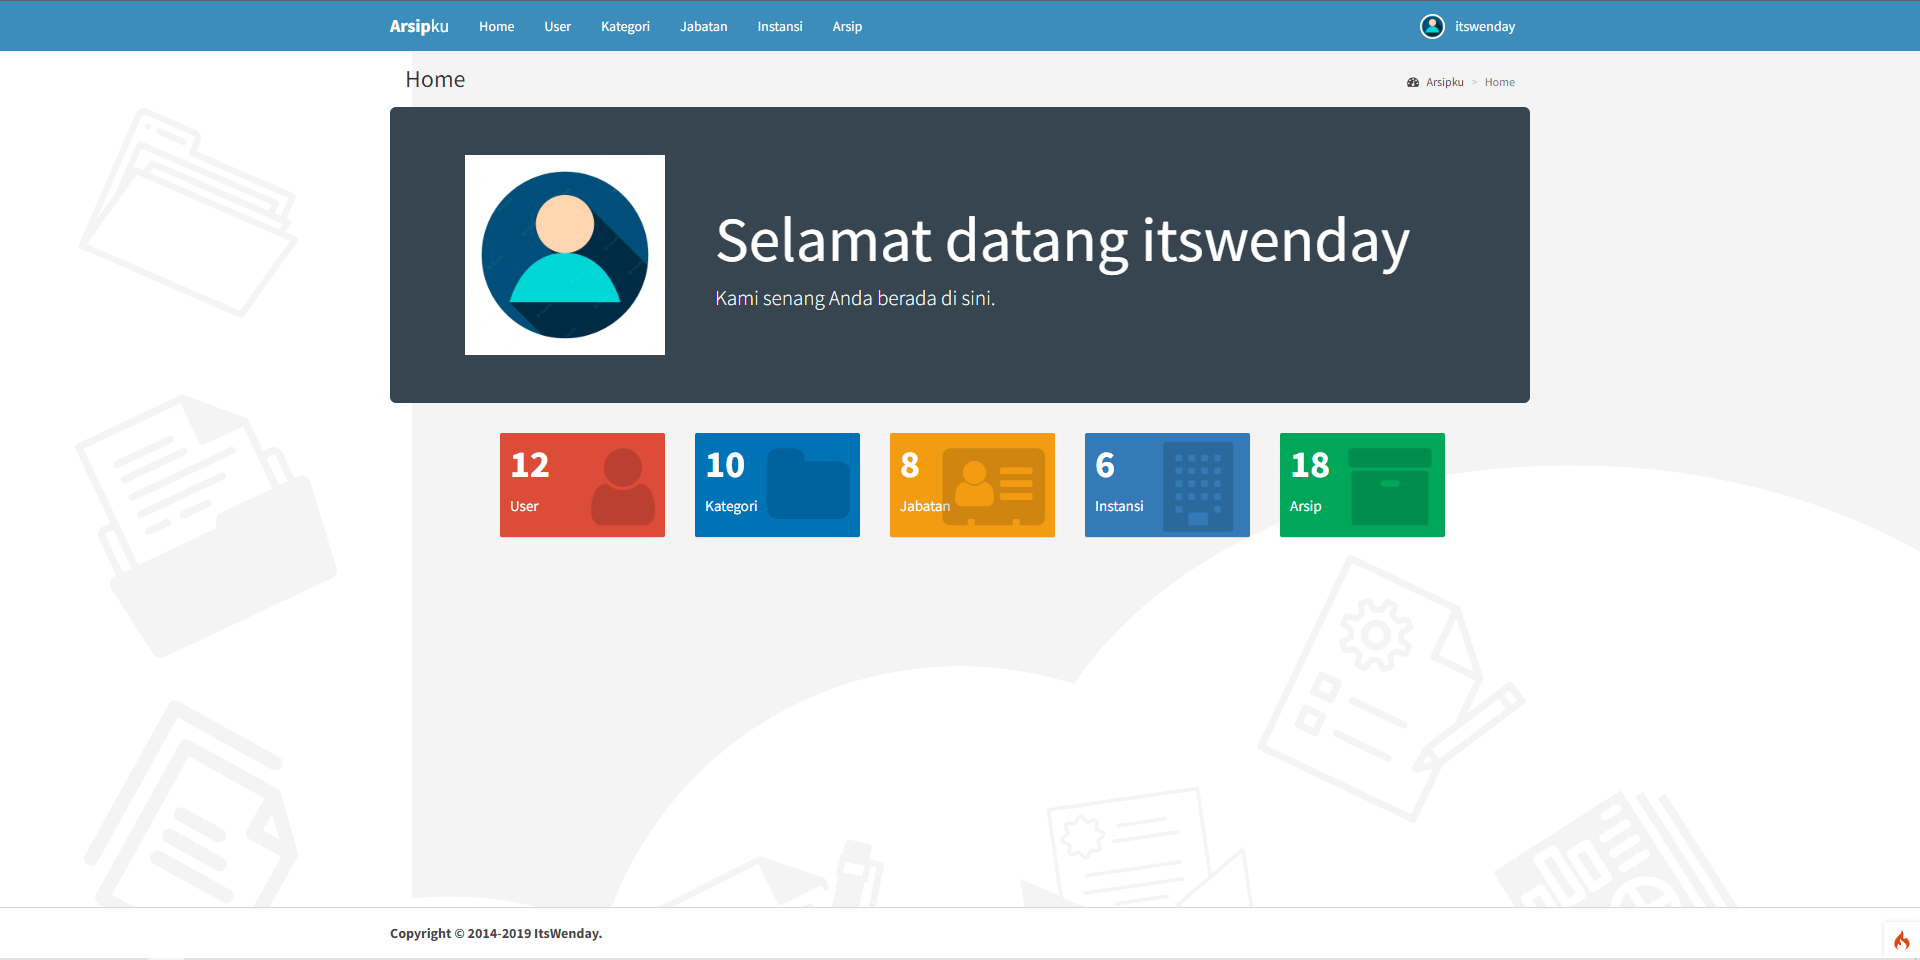 Arsipku Home User Kategori Jabatan Instansi Arsip itswenday
Home
Arsipku > Home
Selamat datang itswenday
Kami senang Anda berada di sini.
12 10 8 6 18
User Kategori Jabatan Instansi Arsip
Copyright © 2014-2019 ItsWenday.